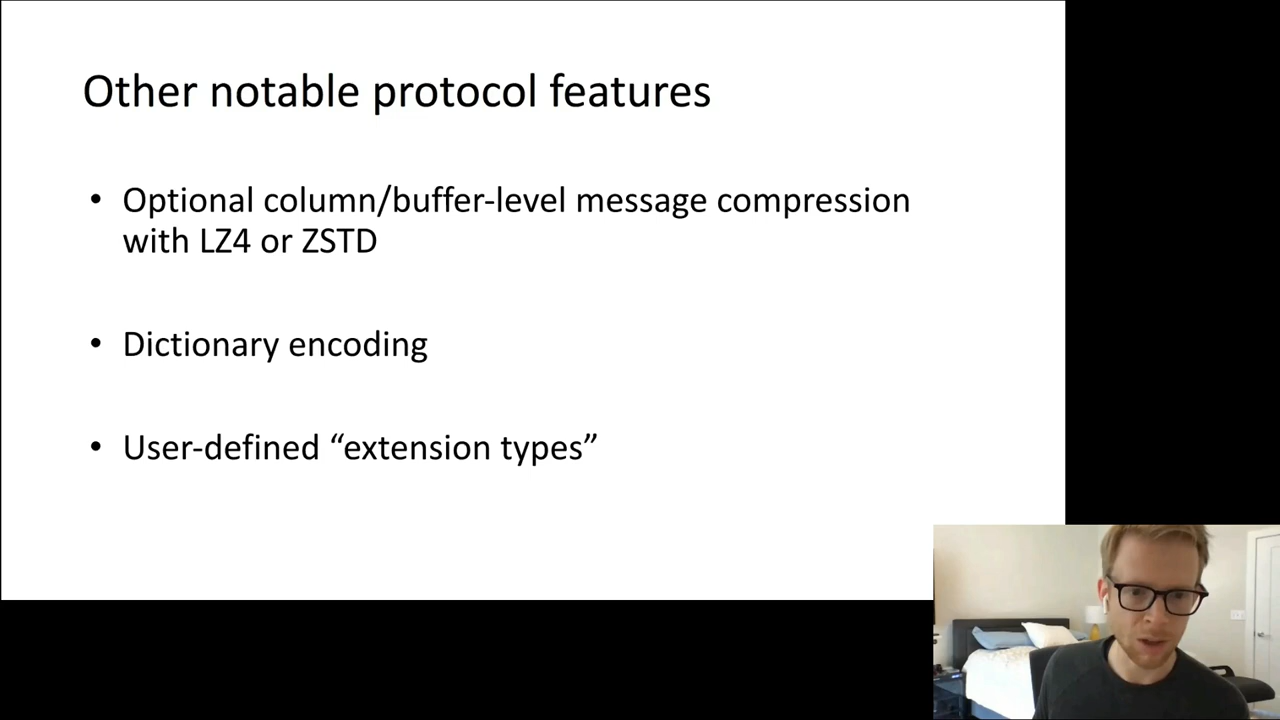 Other notable protocol features
• Optional column/buffer-level message compression
with LZ4 or ZSTD
• Dictionary encoding
• User-defined “extension types”